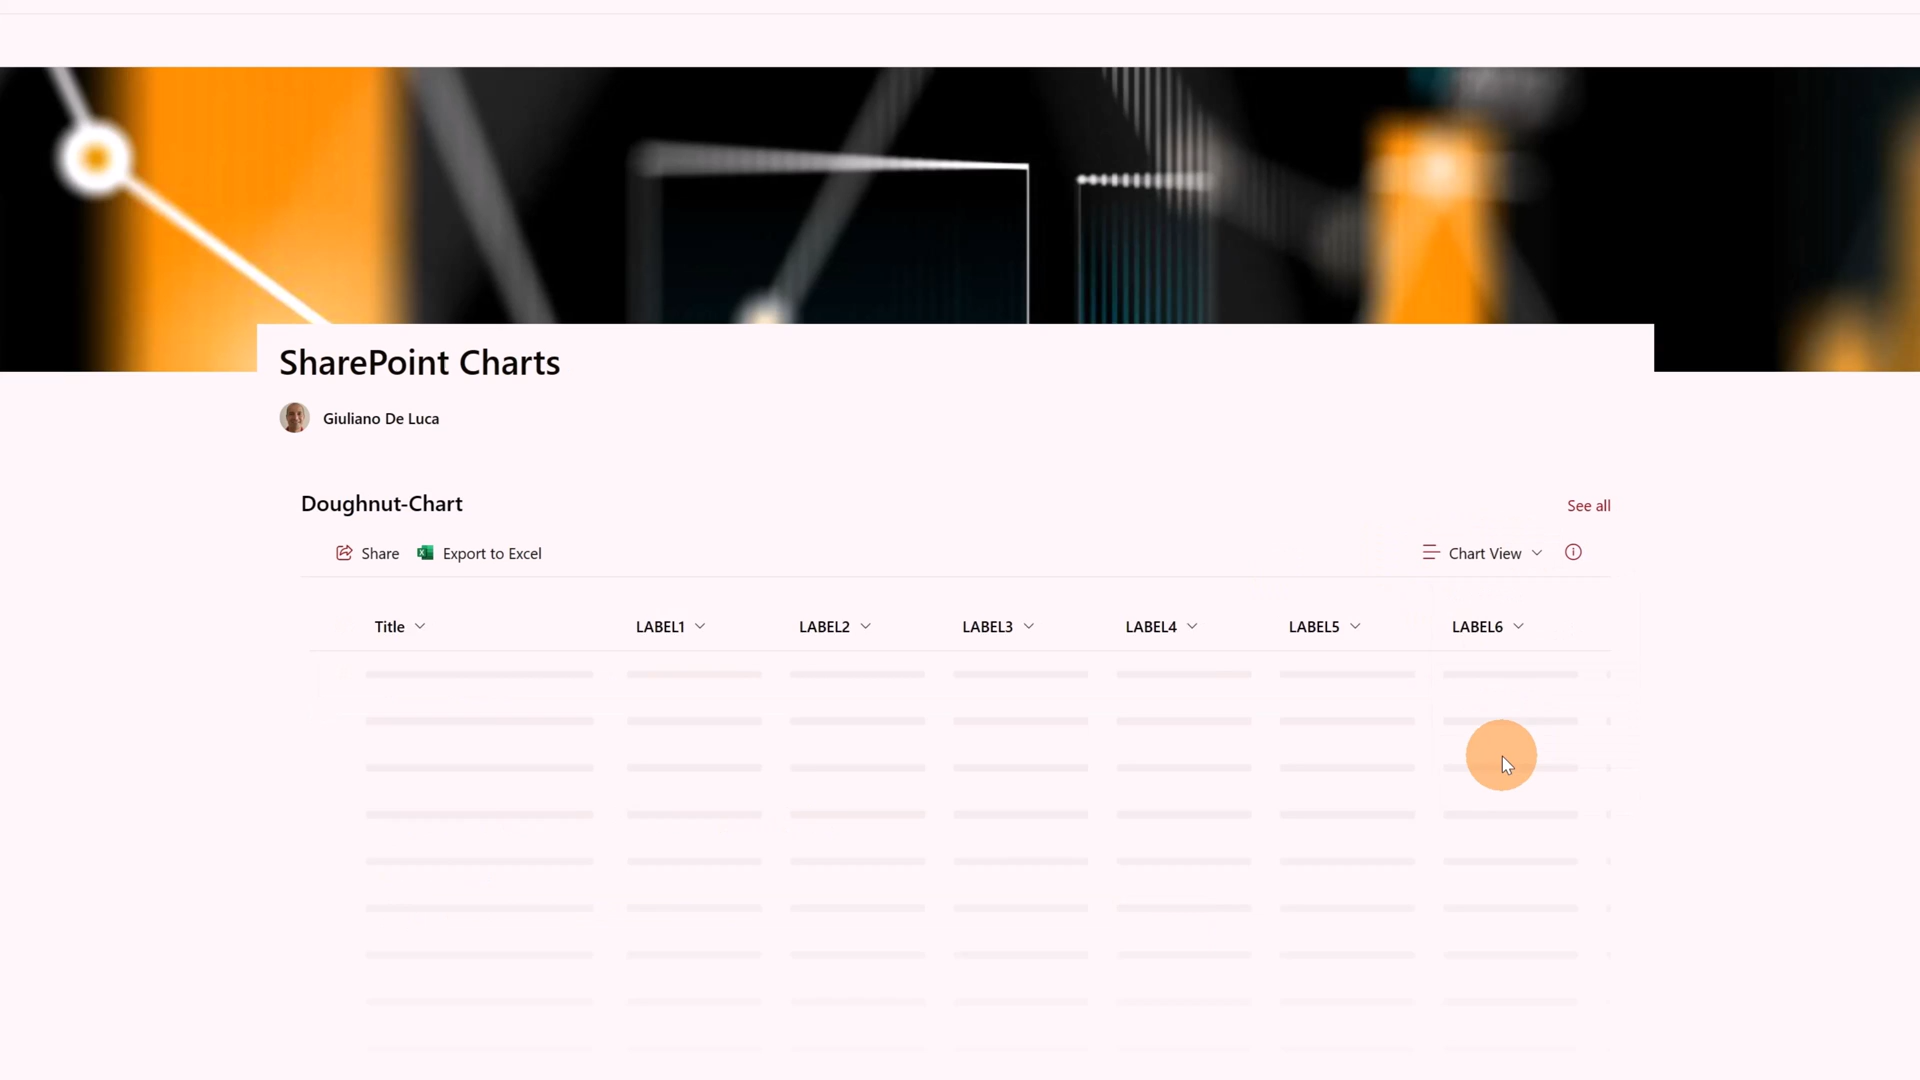 SharePoint Charts
Giuliano De Luca
Doughnut-Chart
See all
Share
Export to Excel
Chart View
Title
LABEL1
LABEL2
LABEL3
LABEL4
LABEL5
LABEL6